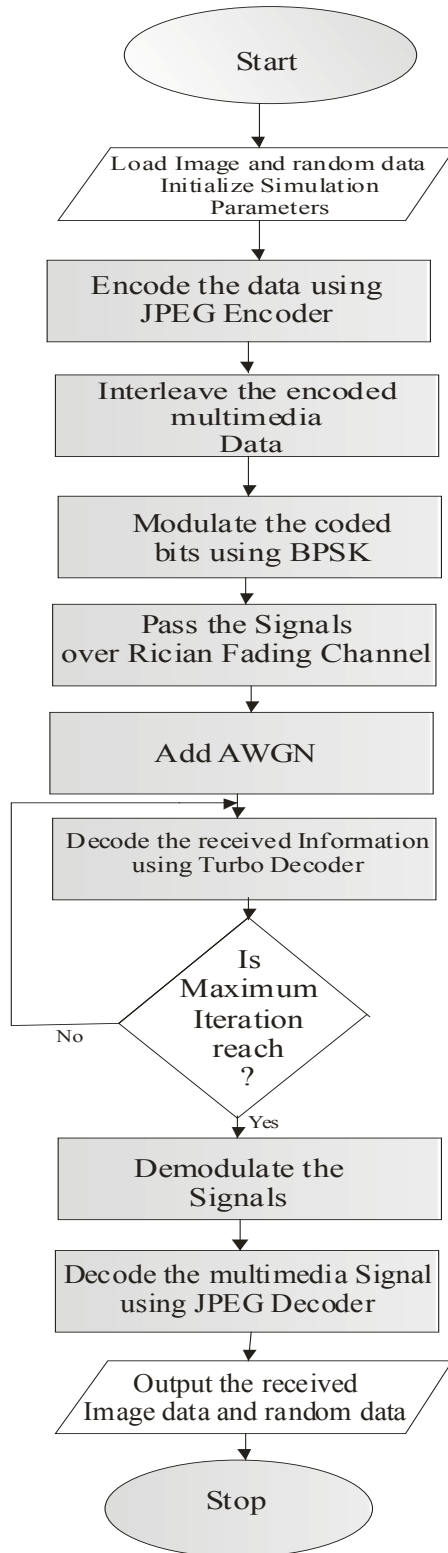 Start
Load Image and random data
Initialize Simulation
Parameters
Encode the data using
JPEG Encoder
Interleave the encoded
multimedia
Data
Modulate the coded
bits using BPSK
Pass the Signals
over Rician Fading Channel
Add AWGN
Decode the received Information
using Turbo Decoder
Is
Maximum
Iteration
reach
?
No
Yes
Demodulate the
Signals
Decode the multimedia Signal
using JPEG Decoder
Output the received
Image data and random data
Stop